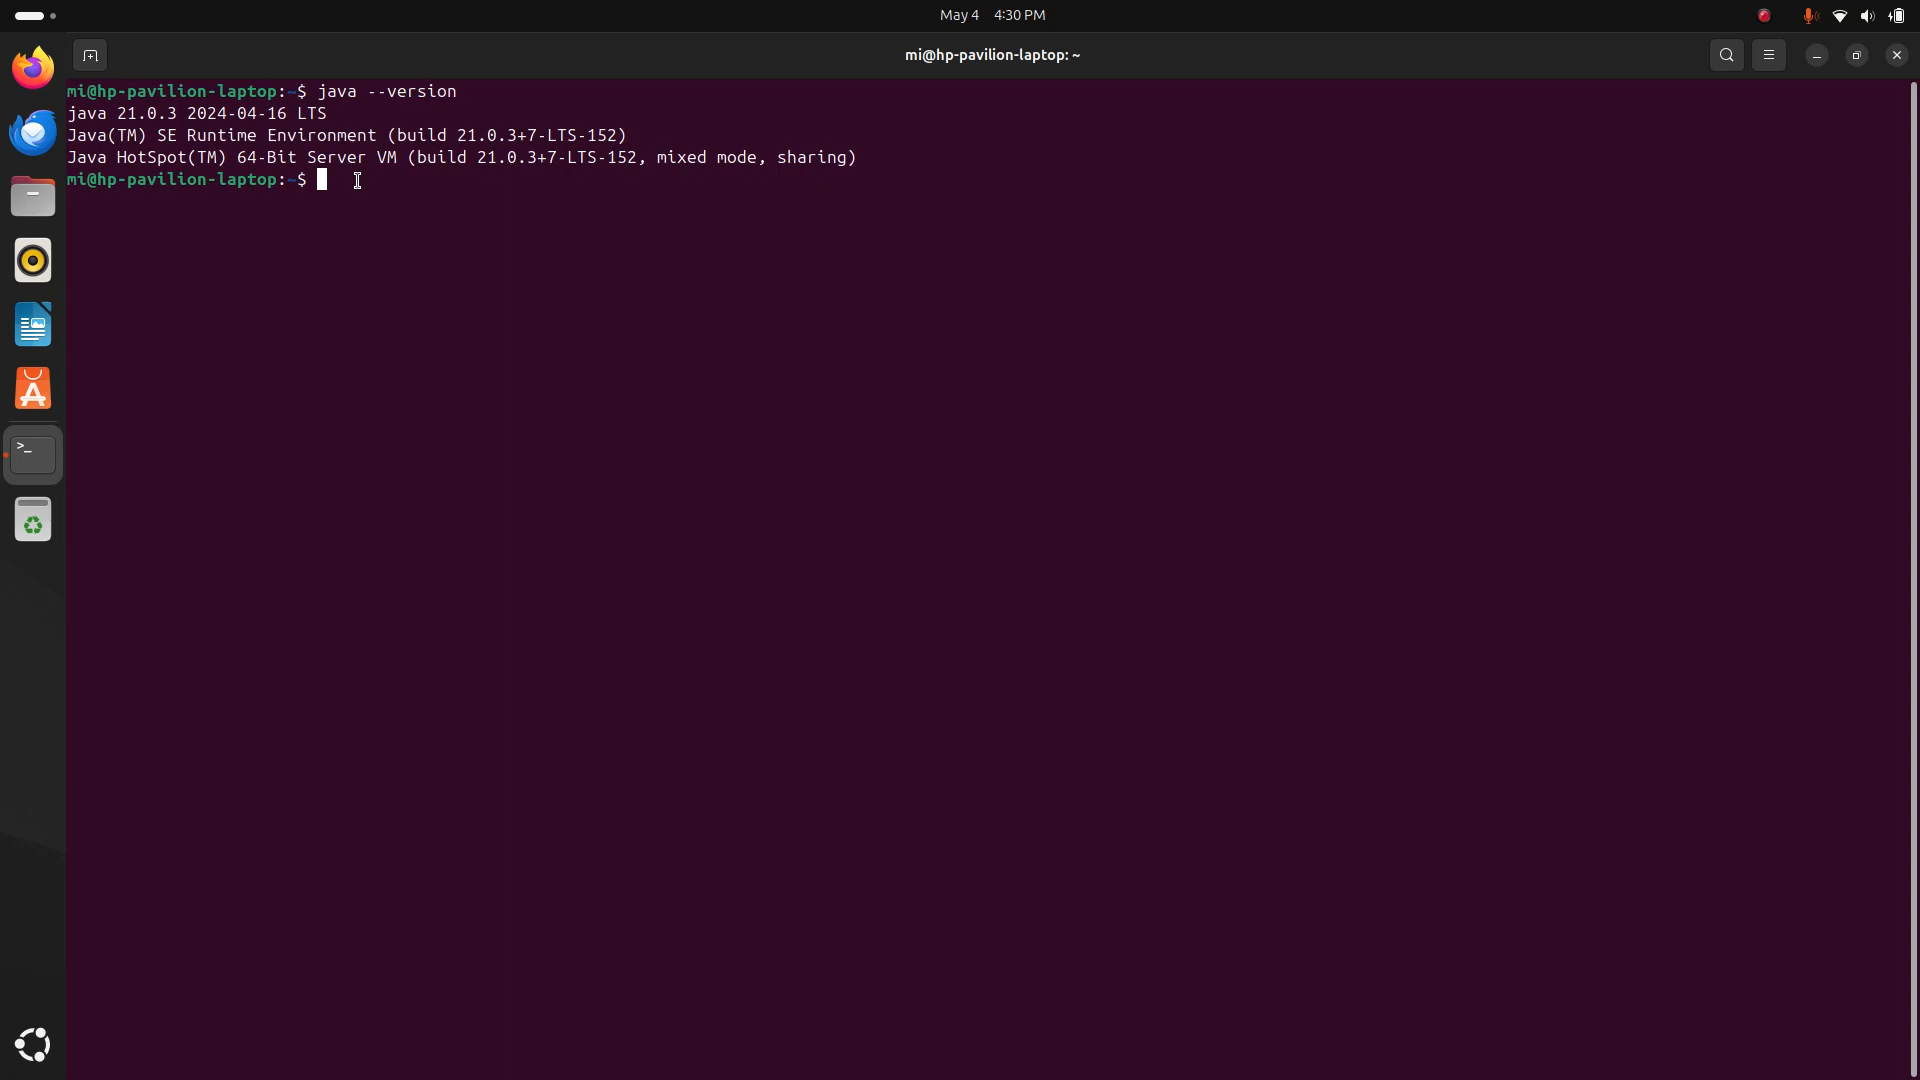 May 4 4:30 PM
mi@hp-pavilion-laptop: ~
mi@hp-pavilion-laptop:~$ java --version
java 21.0.3 2024-04-16 LTS
Java(TM) SE Runtime Environment (build 21.0.3+7-LTS-152)
Java HotSpot(TM) 64-Bit Server VM (build 21.0.3+7-LTS-152, mixed mode, sharing)
mi@hp-pavilion-laptop:~$